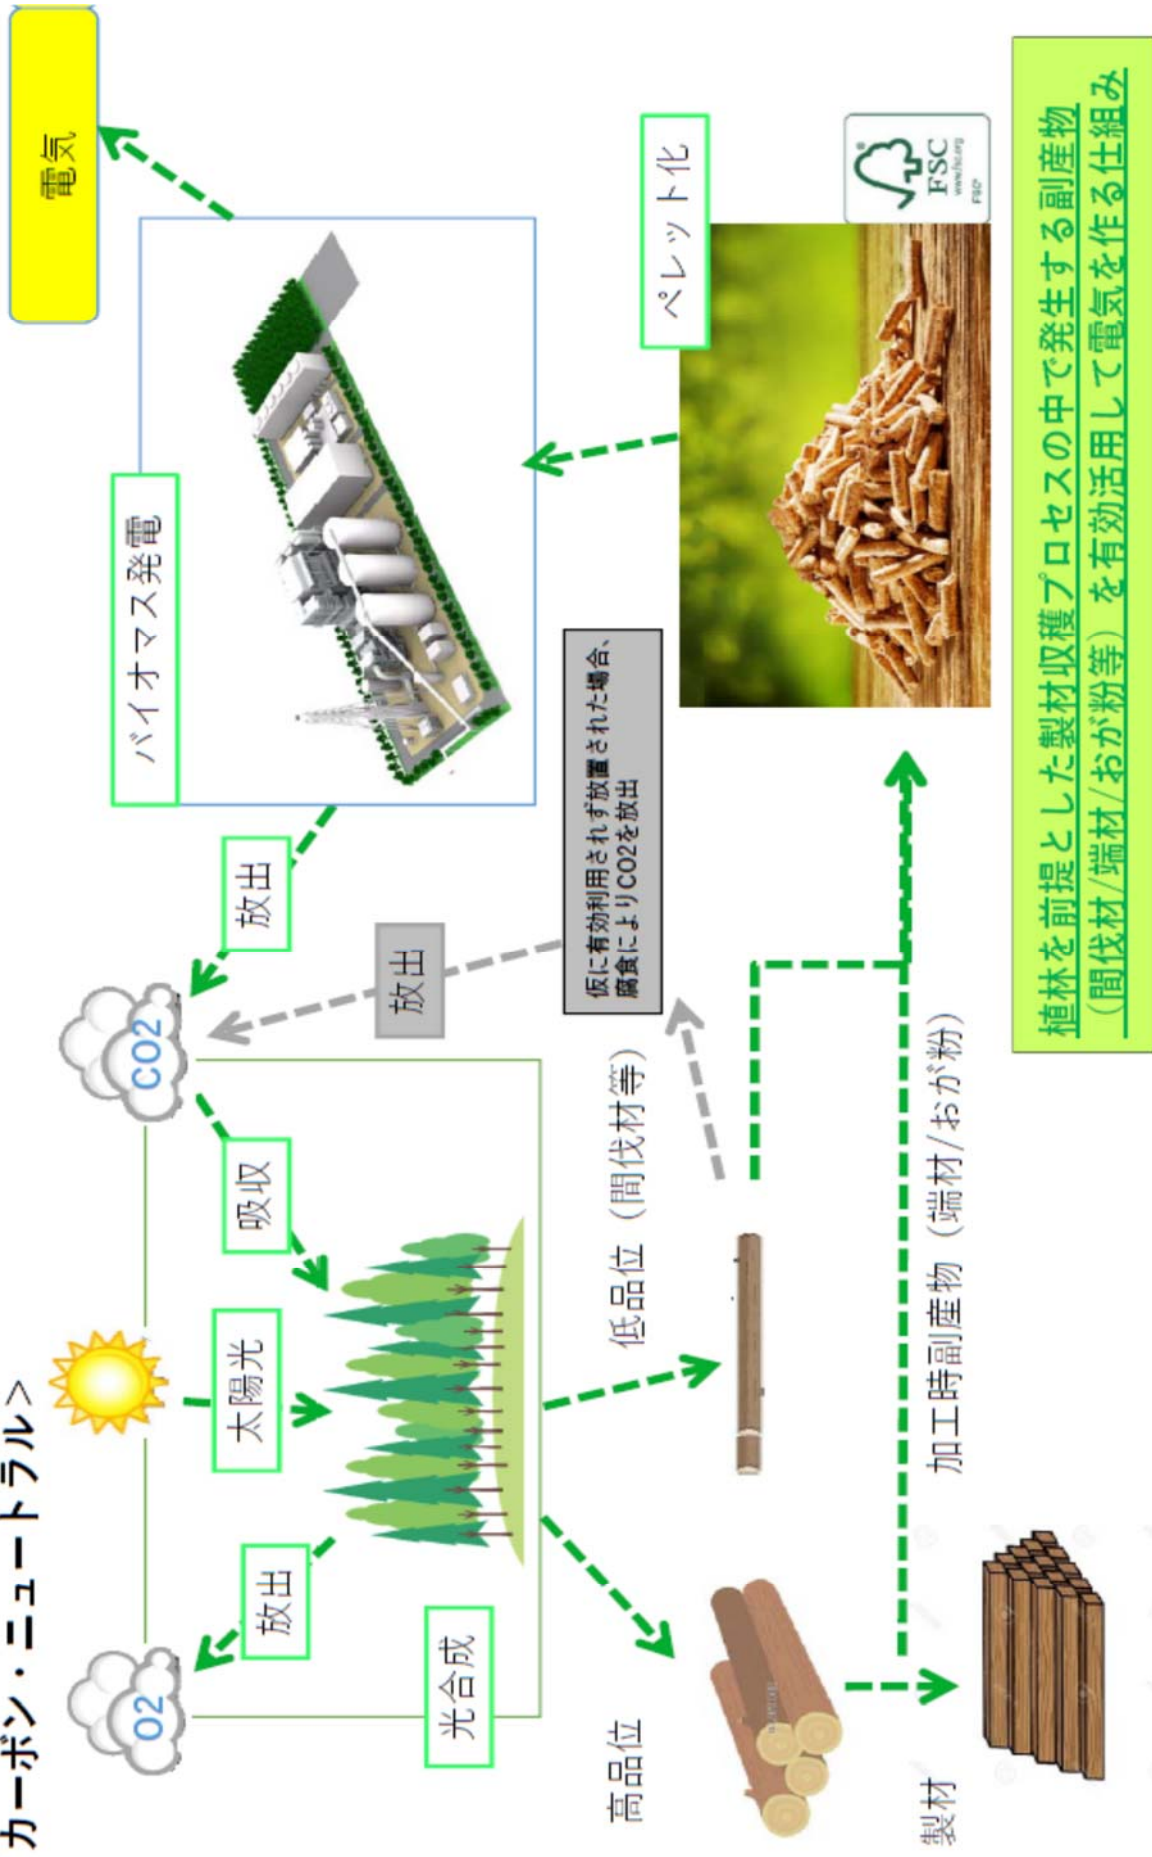 カーボン・ニュートラル>
O2
CO2
電気
放出
太陽光
吸収
放出
バイオマス発電
光合成
放出
高品位
低品位（間伐材等）
仮に有効利用されず放置された場合、
腐食によりCO2を放出
ペレット化
製材
加工時副産物（端材/おが粉）
FSC
www.fsc.org
FSC®
植林を前提とした製材収穫プロセスの中で発生する副産物
（間伐材/端材/おが粉等）を有効活用して電気を作る仕組み